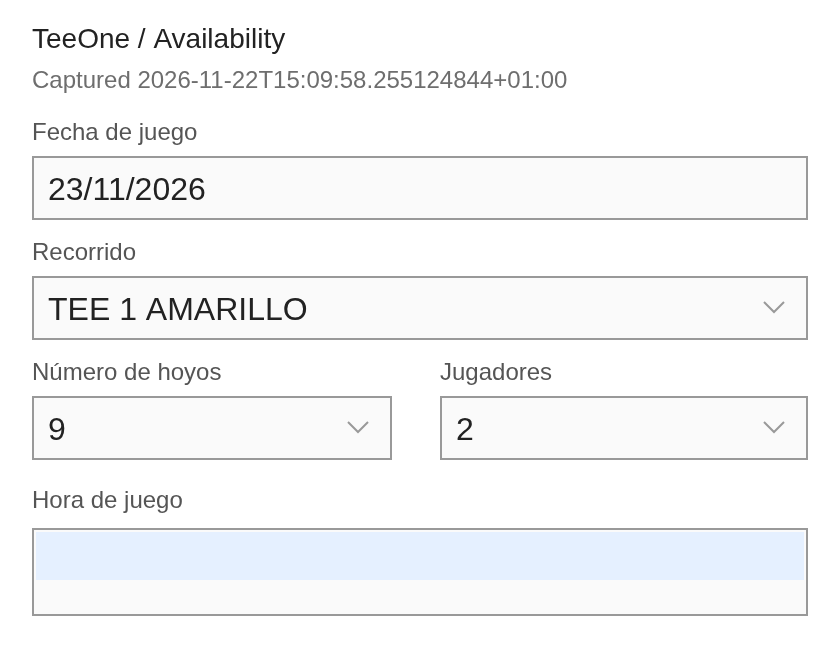 TeeOne / Availability
Captured 2026-11-22T15:09:58.255124844+01:00
Fecha de juego
23/11/2026
Recorrido
TEE 1 AMARILLO
Número de hoyos
Jugadores
9
2
Hora de juego